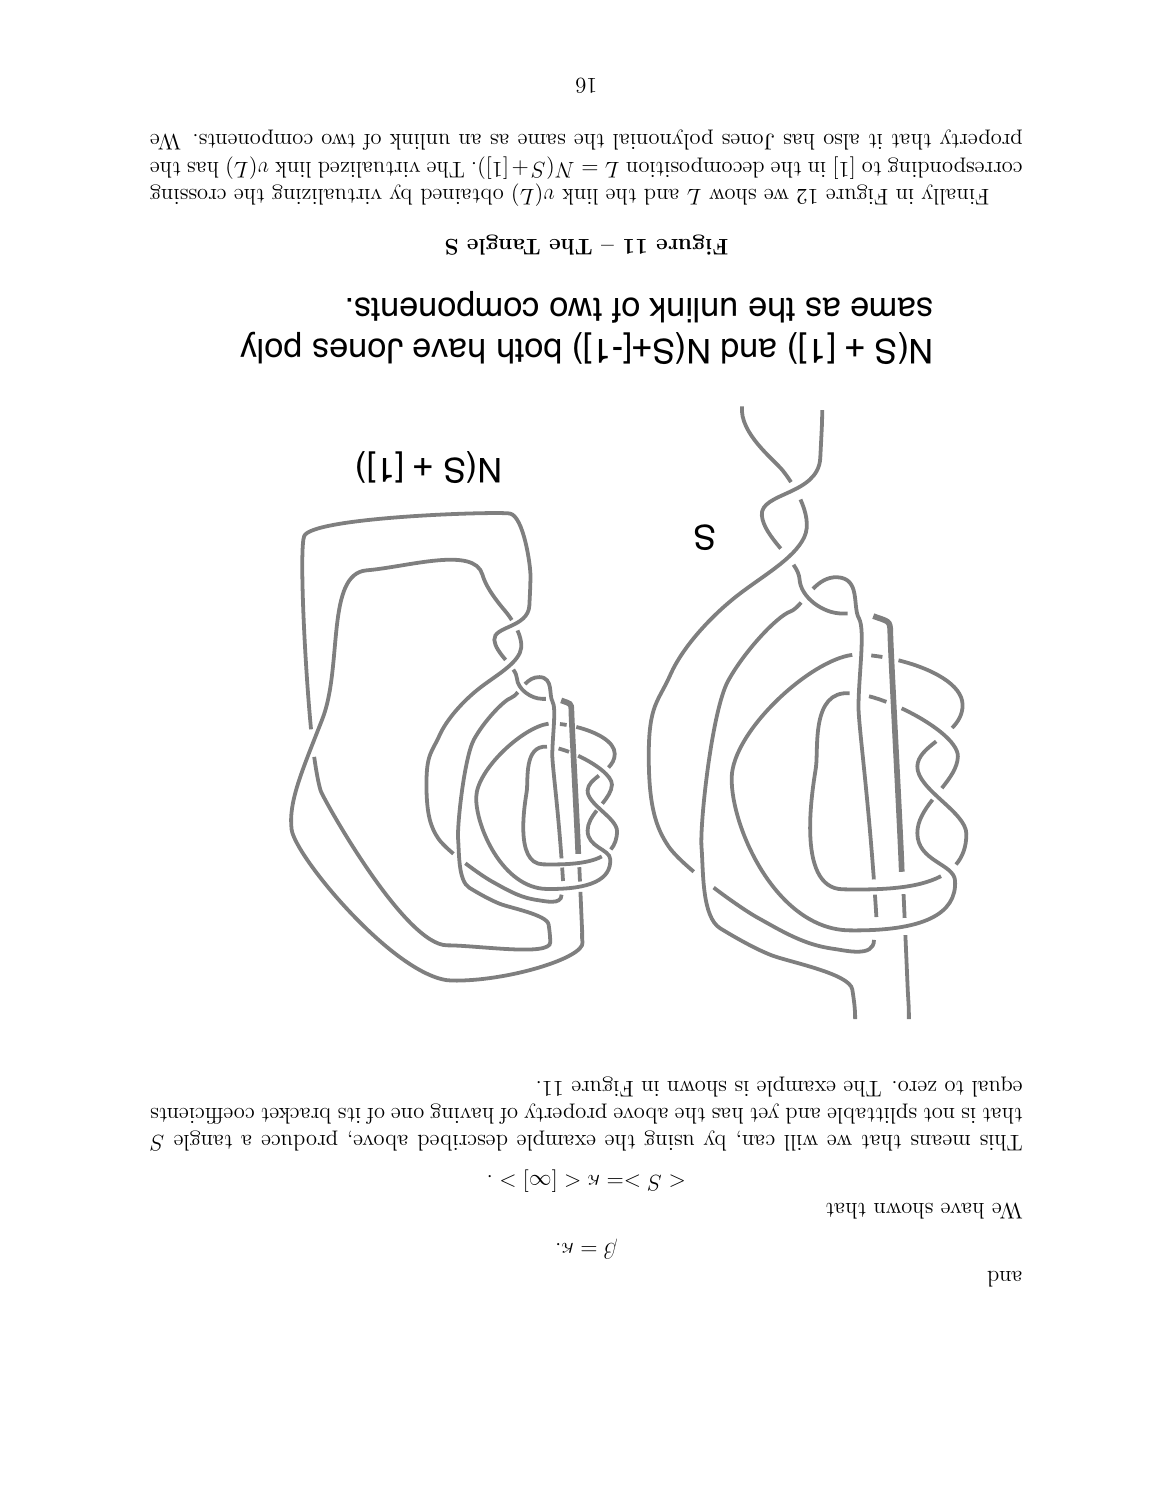 and
β = κ.
We have shown that
< S >= κ < [∞] > .
This means that we will can, by using the example described above, produce a tangle S
that is not splittable and yet has the above property of having one of its bracket coefficients
equal to zero. The example is shown in Figure 11.
S
N(S + [1])
N(S + [1]) and N(S+[-1]) both have Jones poly
same as the unlink of two components.
Figure 11 – The Tangle S
Finally in Figure 12 we show L and the link v(L) obtained by virtualizing the crossing
corresponding to [1] in the decomposition L = N(S+[1]). The virtualized link v(L) has the
property that it also has Jones polynomial the same as an unlink of two components. We
16